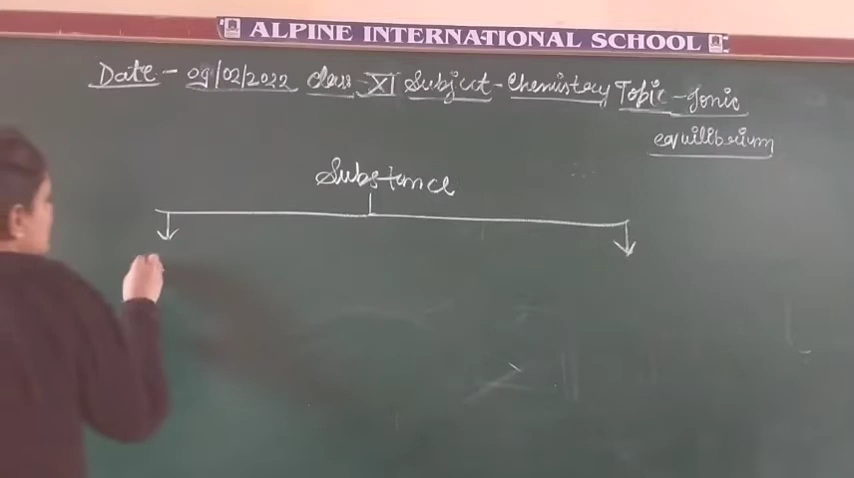 ALPINE INTERNATIONAL SCHOOL
Date - 09/02/2022 Class - XI Subject - Chemistry Topic - Ionic
equilibrium
Substance